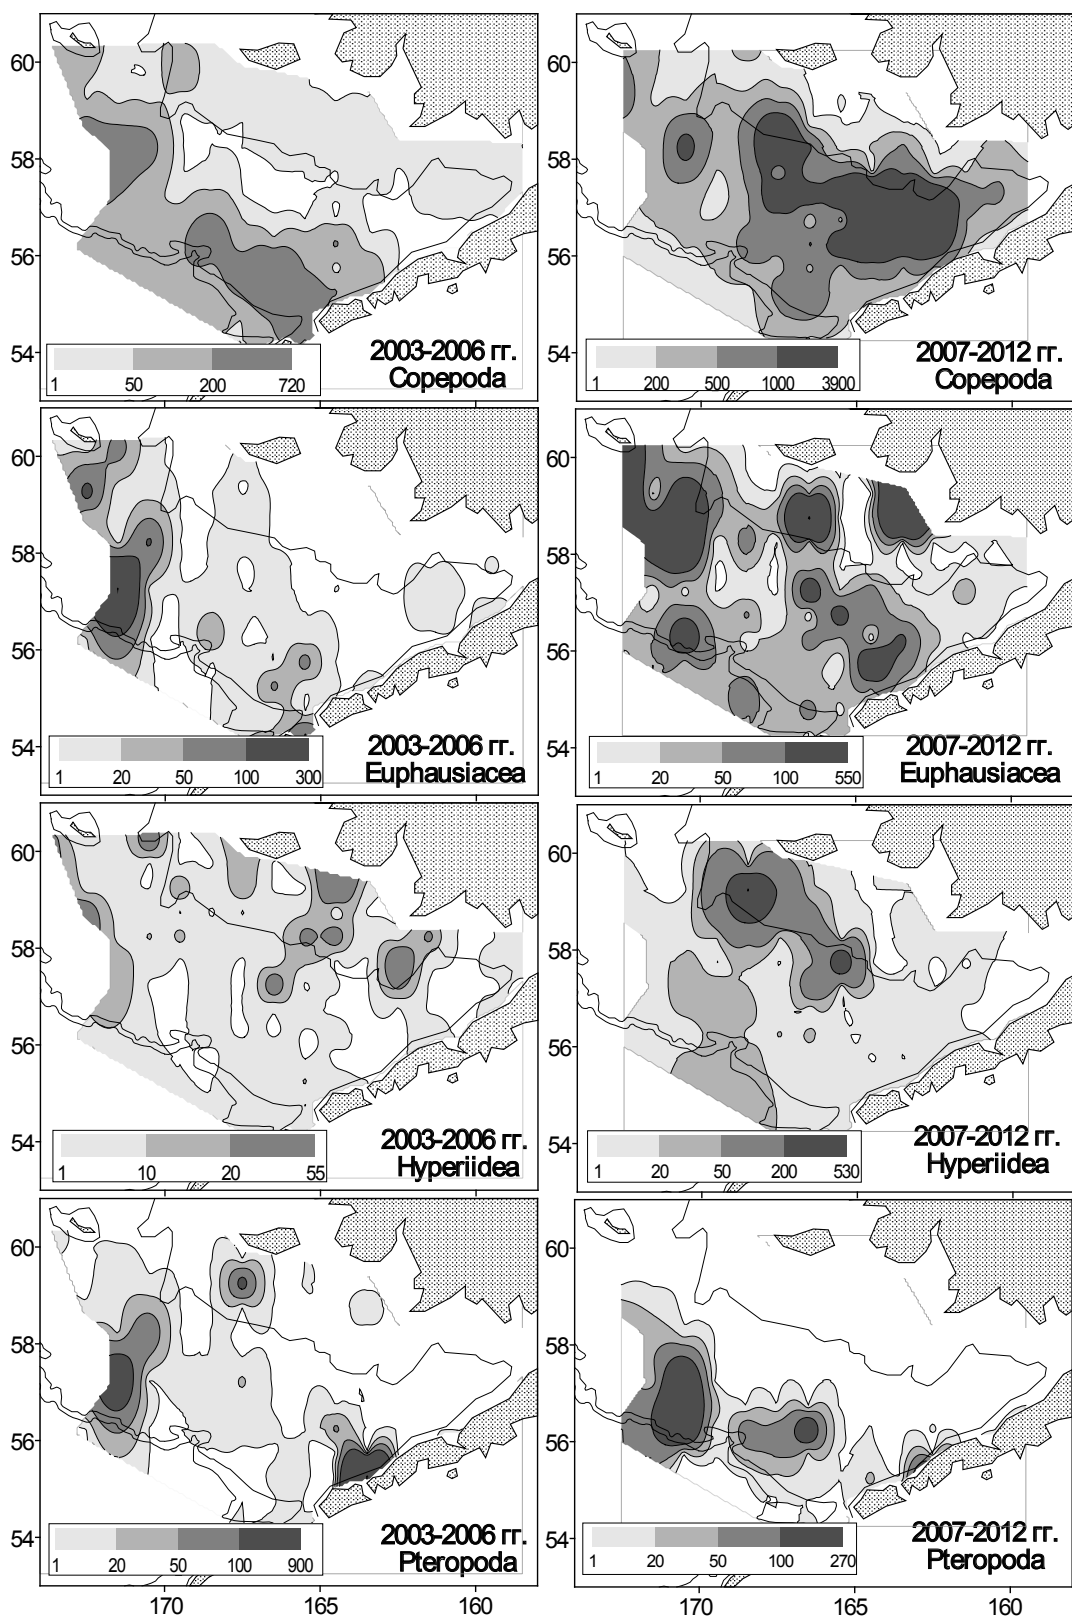 60
58
56
54
2003-2006 гг.
Copepoda
1 50 200 720
60
58
56
54
2007-2012 гг.
Copepoda
1 200 500 1000 3900
60
58
56
54
2003-2006 гг.
Euphausiacea
1 20 50 100 300
60
58
56
54
2007-2012 гг.
Euphausiacea
1 20 50 100 550
60
58
56
54
2003-2006 гг.
Hyperiidea
1 10 20 55
60
58
56
54
2007-2012 гг.
Hyperiidea
1 20 50 200 530
60
58
56
54
2003-2006 гг.
Pteropoda
1 20 50 100 900
170 165 160
60
58
56
54
2007-2012 гг.
Pteropoda
1 20 50 100 270
170 165 160